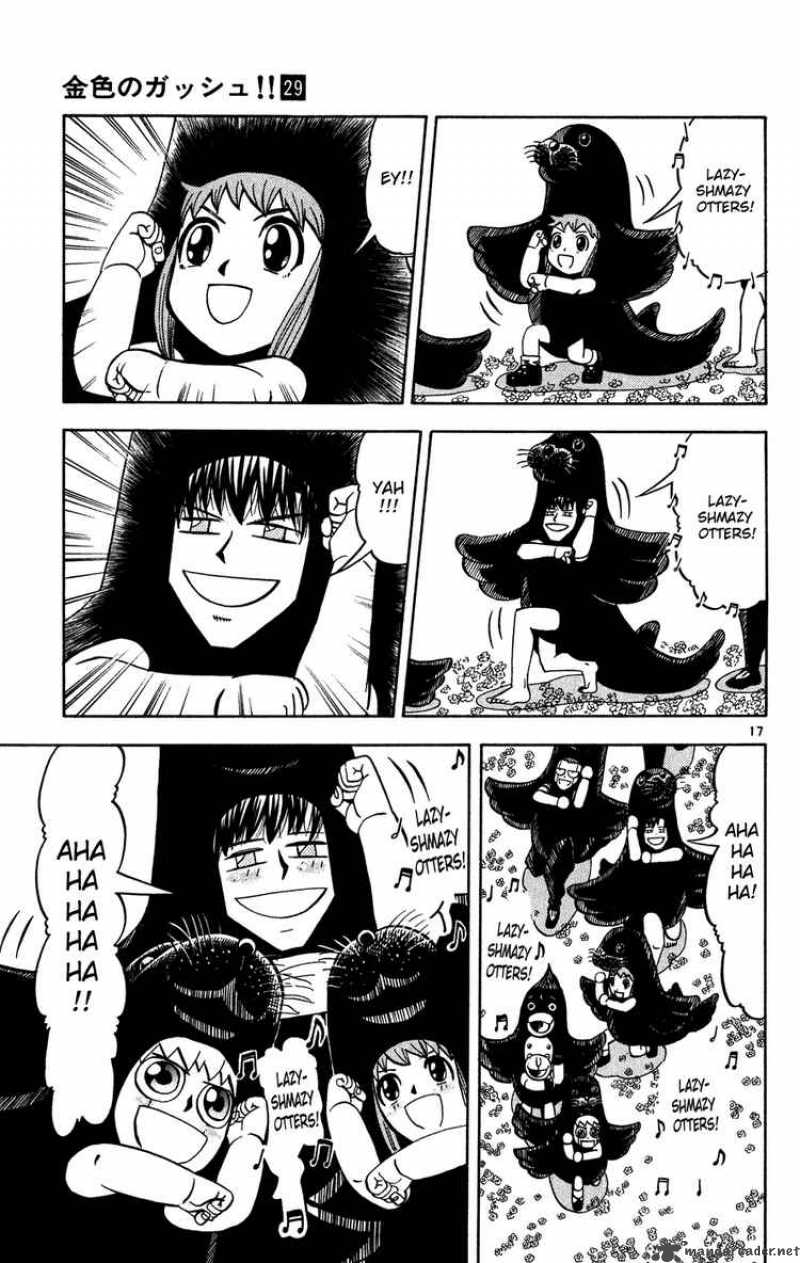 金色のガッシュ!! 29
LAZY-
SHMAZY
OTTERS!
EY!!
LAZY-
SHMAZY
OTTERS!
YAH
!!!
17
AHA
HA
HA
HA!
LAZY-
SHMAZY
OTTERS!
LAZY-
SHMAZY
OTTERS!
LAZY-
SHMAZY
OTTERS!
AHA
HA
HA
HA
HA
!!
LAZY-
SHMAZY
OTTERS!
mangareader.net